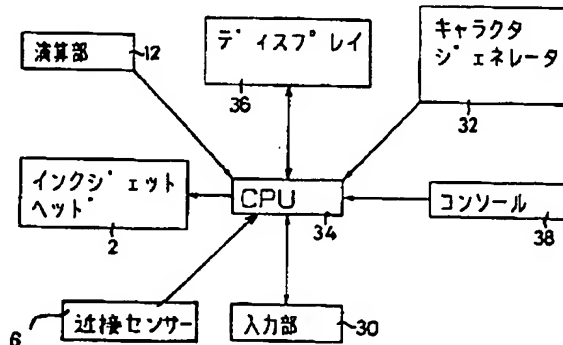 演算部
12
ディスプレイ
36
キャラクタ
ジェネレータ
32
インクジェット
ヘッド
2
CPU
34
コンソール
38
6
近接センサー
入力部
30